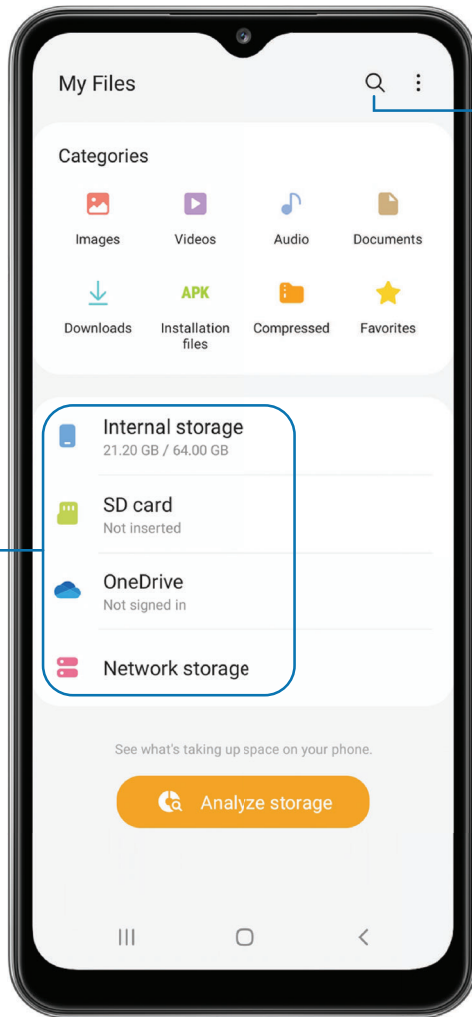 My Files
Categories
Images Videos Audio Documents
APK
Downloads Installation files Compressed Favorites
Internal storage
21.20 GB / 64.00 GB
SD card
Not inserted
OneDrive
Not signed in
Network storage
See what's taking up space on your phone.
Analyze storage